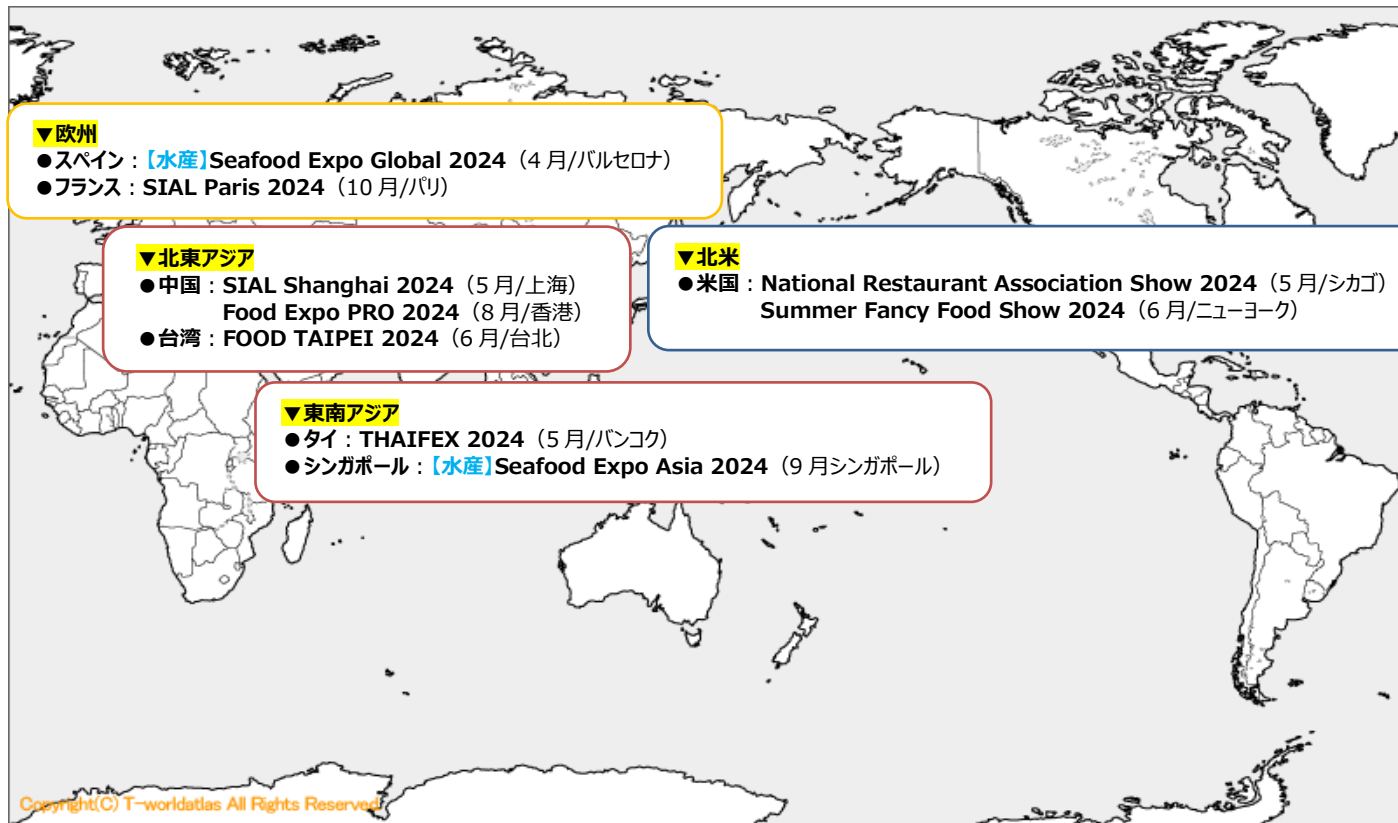 ▼欧州
●スペイン：【水産】Seafood Expo Global 2024（4 月/バルセロナ）
●フランス：SIAL Paris 2024（10 月/パリ）
▼北東アジア
●中国：SIAL Shanghai 2024（5 月/上海）
Food Expo PRO 2024（8 月/香港）
●台湾：FOOD TAIPEI 2024（6 月/台北）
▼北米
●米国：National Restaurant Association Show 2024（5 月/シカゴ）
Summer Fancy Food Show 2024（6 月/ニューヨーク）
▼東南アジア
●タイ：THAIFEX 2024（5 月/バンコク）
●シンガポール：【水産】Seafood Expo Asia 2024（9 月シンガポール）
Copyright(C) T-worldatlas All Rights Reserved